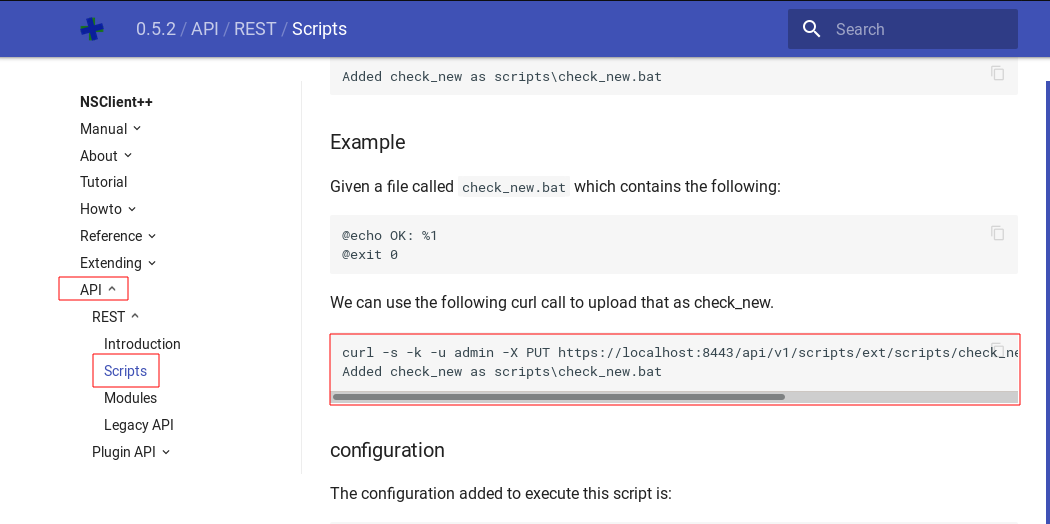 0.5.2 / API / REST / Scripts
Search
NSClient++
Manual
About
Tutorial
Howto
Reference
Extending
API
REST
Introduction
Scripts
Modules
Legacy API
Plugin API
Added check_new as scripts\check_new.bat
Example
Given a file called check_new.bat which contains the following:
@echo OK: %1
@exit 0
We can use the following curl call to upload that as check_new.
curl -s -k -u admin -X PUT https://localhost:8443/api/v1/scripts/ext/scripts/check_ne
Added check_new as scripts\check_new.bat
configuration
The configuration added to execute this script is: